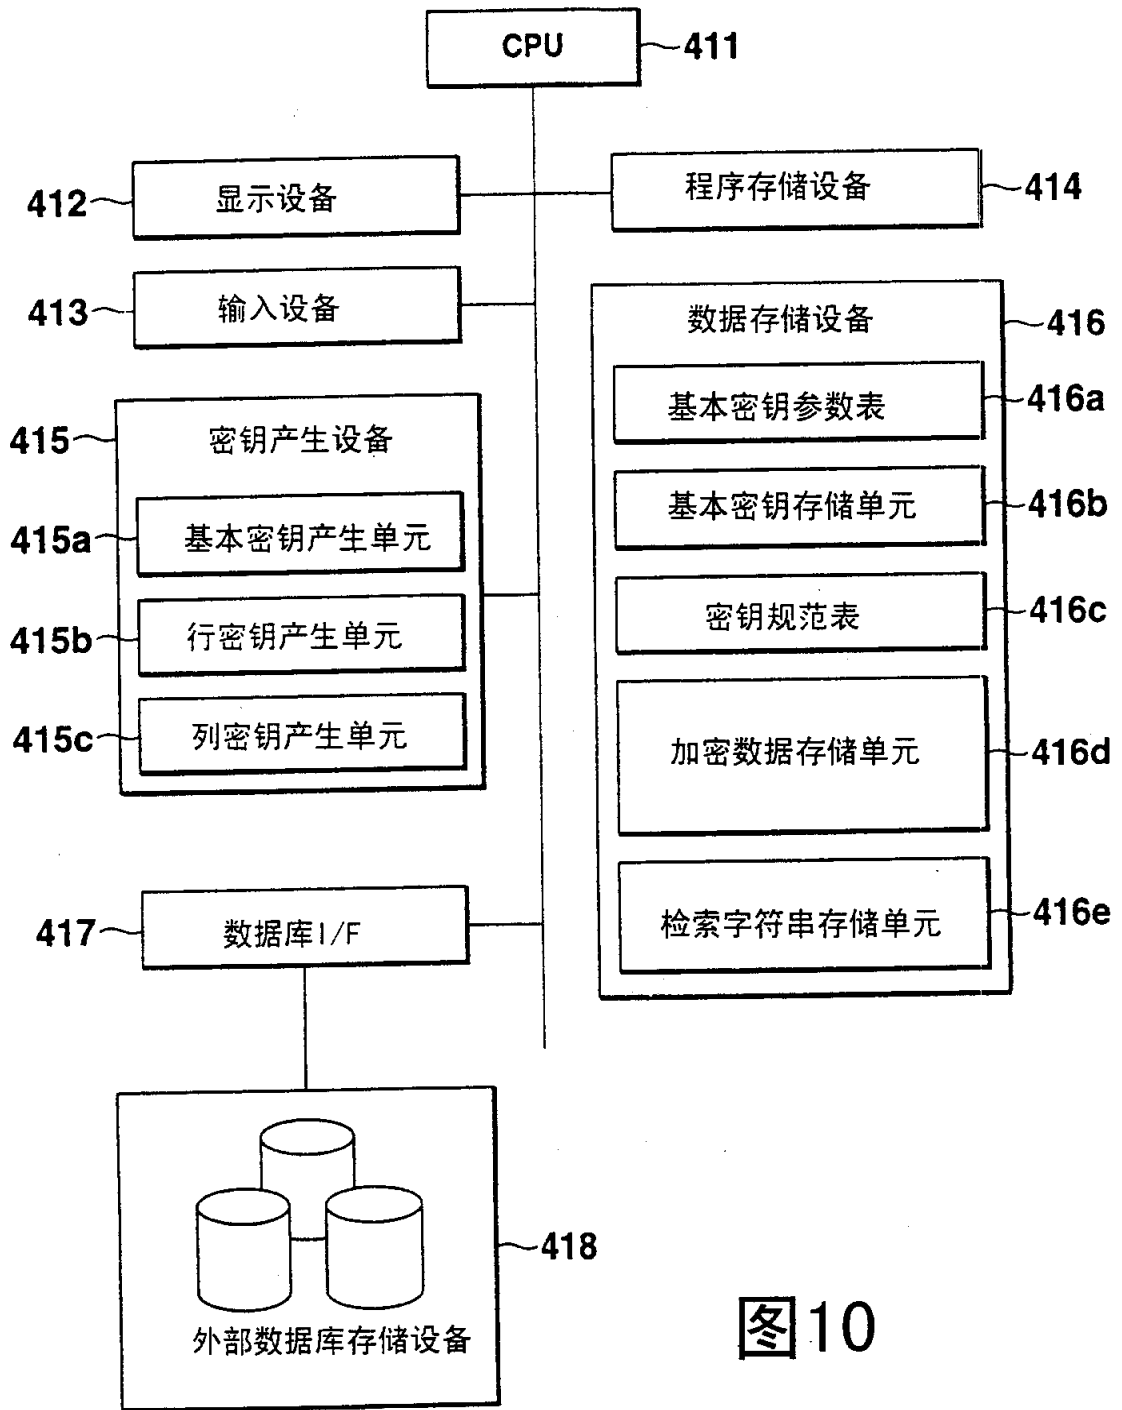 CPU
411
412
显示设备
程序存储设备
414
413
输入设备
数据存储设备
416
基本密钥参数表
416a
415
密钥产生设备
基本密钥存储单元
416b
415a
基本密钥产生单元
密钥规范表
416c
415b
行密钥产生单元
415c
列密钥产生单元
加密数据存储单元
416d
417
数据库I/F
检索字符串存储单元
416e
418
外部数据库存储设备
图10